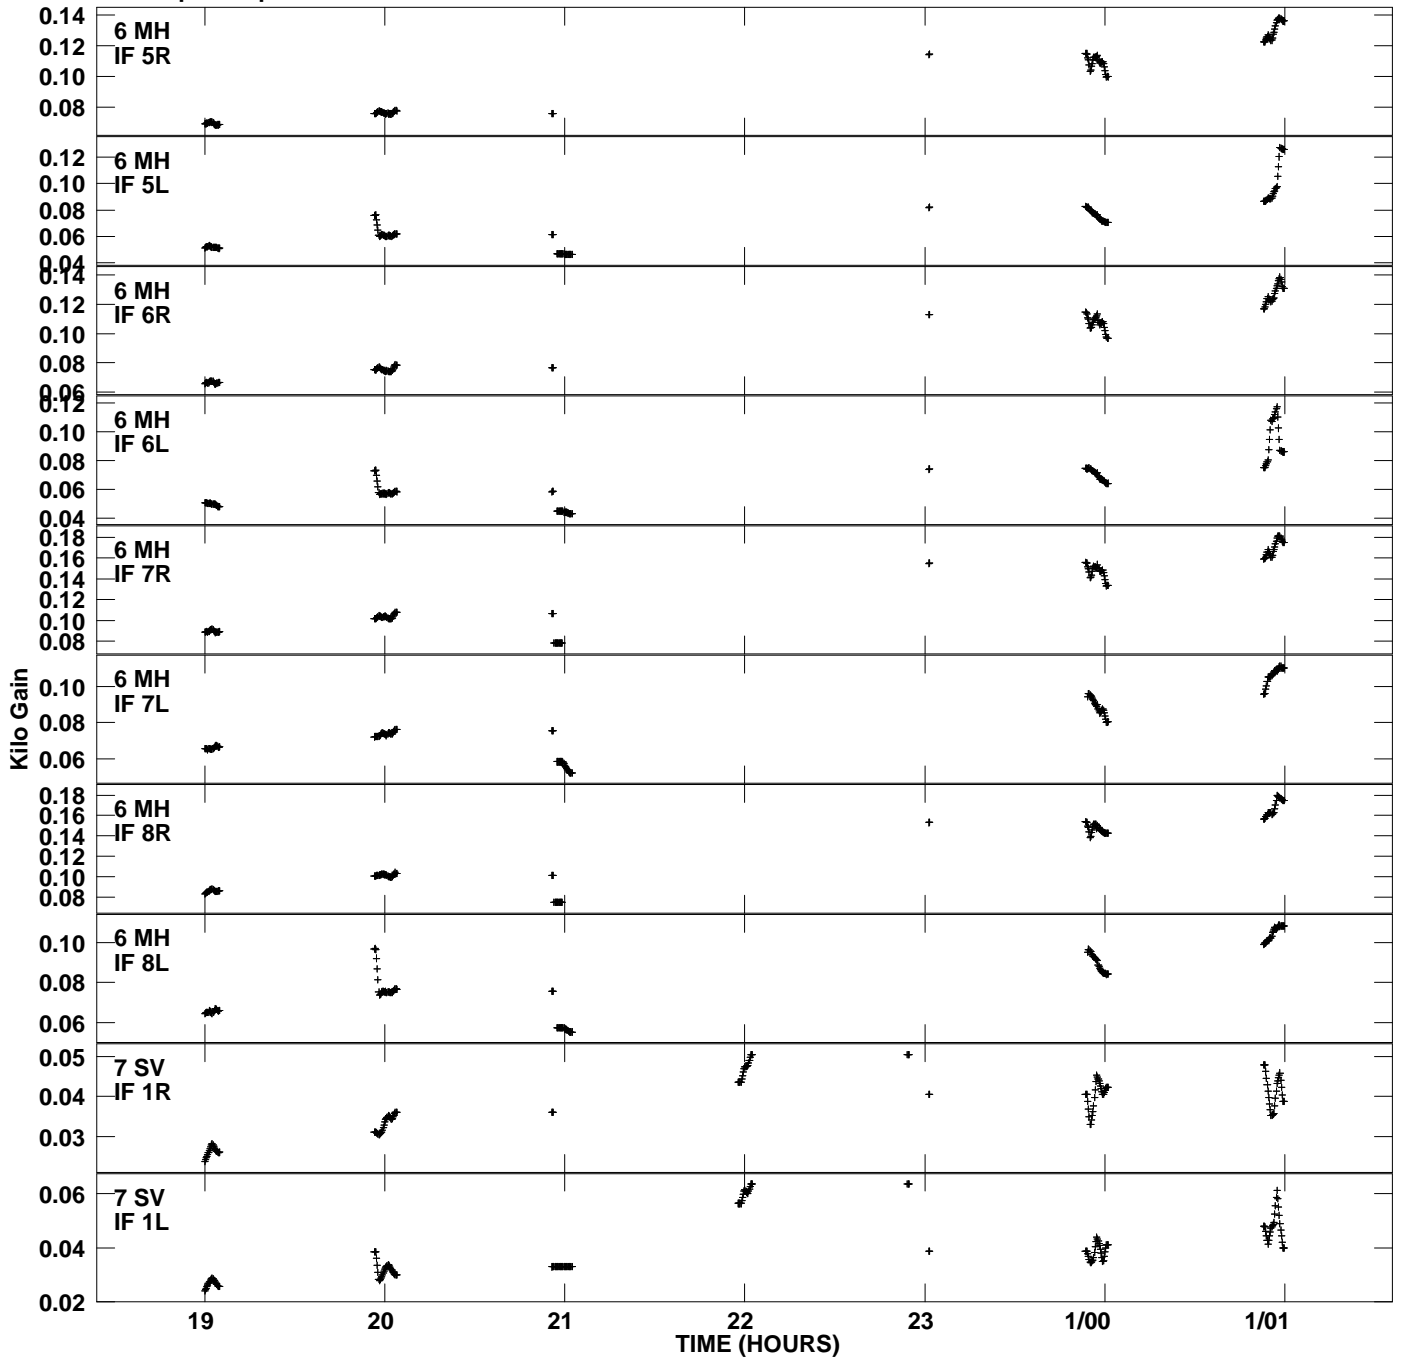 0.14
6 MH
0.12
IF 5R
0.10
0.08
6 MH
0.12
IF 5L
0.10
0.08
0.06
0.04
0.14
6 MH
0.12
IF 6R
0.10
0.08
0.06
0.12
6 MH
0.10
IF 6L
0.08
0.06
0.04
0.18
6 MH
0.16
IF 7R
0.14
0.12
0.10
0.08
6 MH
0.10
IF 7L
0.08
0.06
Kilo Gain
0.18
6 MH
0.16
IF 8R
0.14
0.12
0.10
0.08
6 MH
0.10
IF 8L
0.08
0.06
0.05
7 SV
IF 1R
0.04
0.03
7 SV
0.06
IF 1L
0.04
0.02
19 20 21 22 23 1/00 1/01
TIME (HOURS)